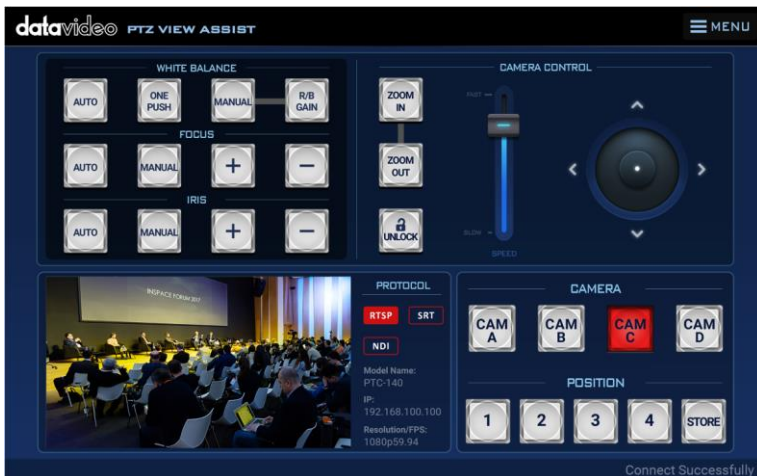 datavideo PTZ VIEW ASSIST
MENU
WHITE BALANCE
AUTO
ONE PUSH
MANUAL
R/B GAIN
FOCUS
AUTO
MANUAL
+
−
IRIS
AUTO
MANUAL
+
−
CAMERA CONTROL
ZOOM IN
ZOOM OUT
UNLOCK
FAST
SLOW
SPEED
INSPACE FORUM 2017
PROTOCOL
RTSP
SRT
NDI
Model Name:
PTC-140
IP:
192.168.100.100
Resolution/FPS:
1080p59.94
CAMERA
CAM A
CAM B
CAM C
CAM D
POSITION
1
2
3
4
STORE
Connect Successfully